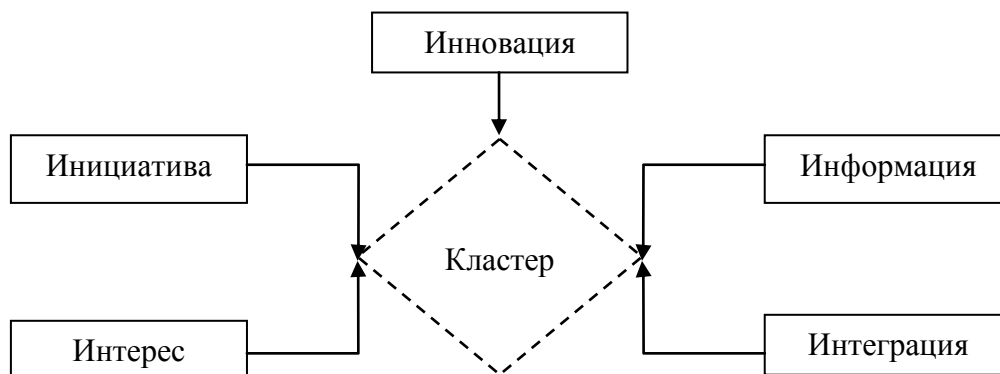 Инновация
Инициатива
Информация
Кластер
Интерес
Интеграция